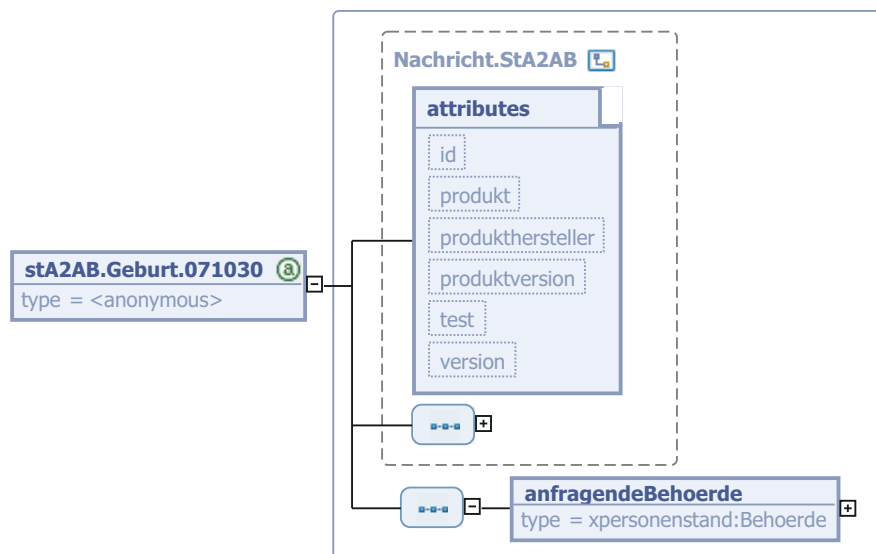 Nachricht.StA2AB
attributes
id
produkt
produkthersteller
produktversion
test
version
stA2AB.Geburt.071030 a
type = <anonymous>
anfragendeBehoerde
type = xpersonenstand:Behoerde